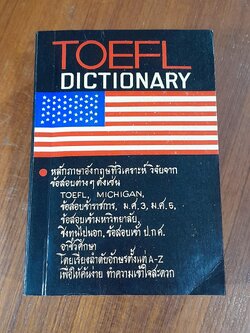 TOEFL
DICTIONARY
หลักภาษาอังกฤษที่วิเคราะห์ วิจัยจาก
ข้อสอบต่างๆ ดังเช่น
TOEFL, MICHIGAN,
ข้อสอบข้าราชการ, ม.ศ.3, ม.ศ.5,
ข้อสอบเข้ามหาวิทยาลัย,
ชิงทุนไปนอก, ข้อสอบครู ป.ก.ศ.
อาชีวศึกษา
โดยเรียงลำดับอักษรตั้งแต่ A-Z
เพื่อให้ค้นง่าย ทำความเข้าใจสะดวก